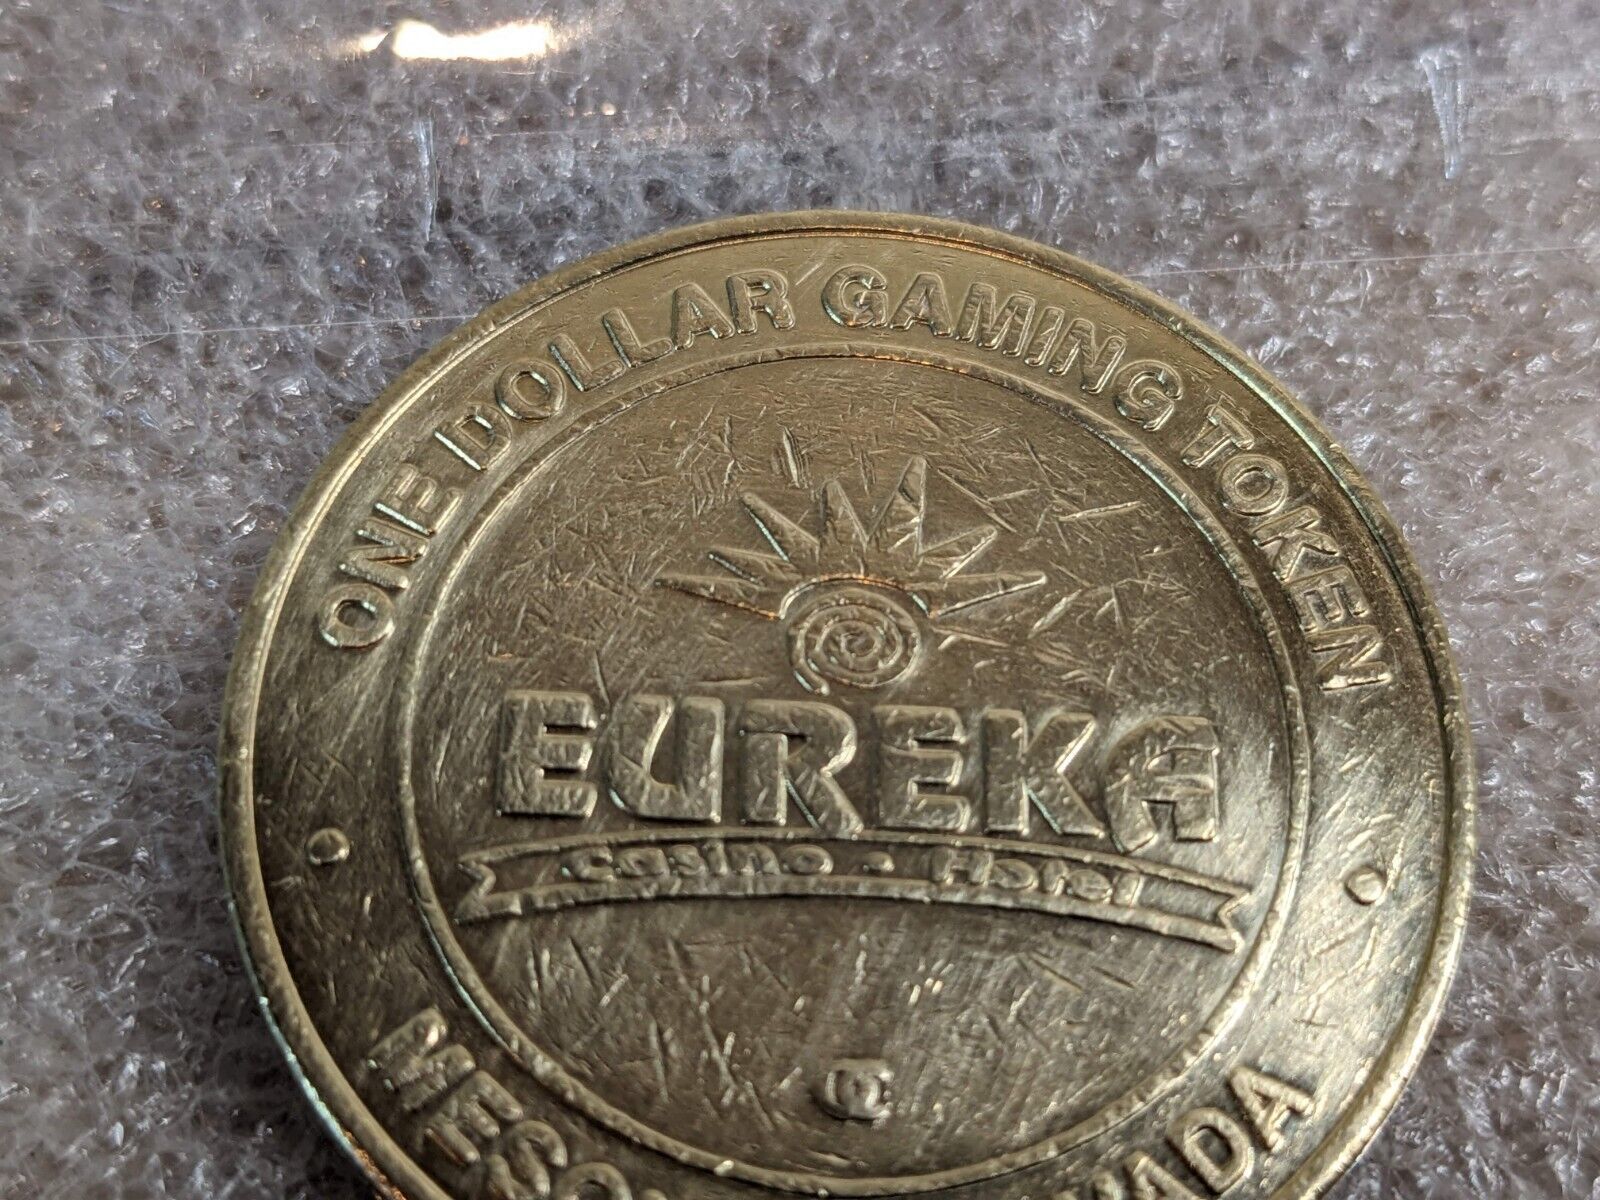 ONE DOLLAR GAMING TOKEN
EUREKA
Casino - Hotel